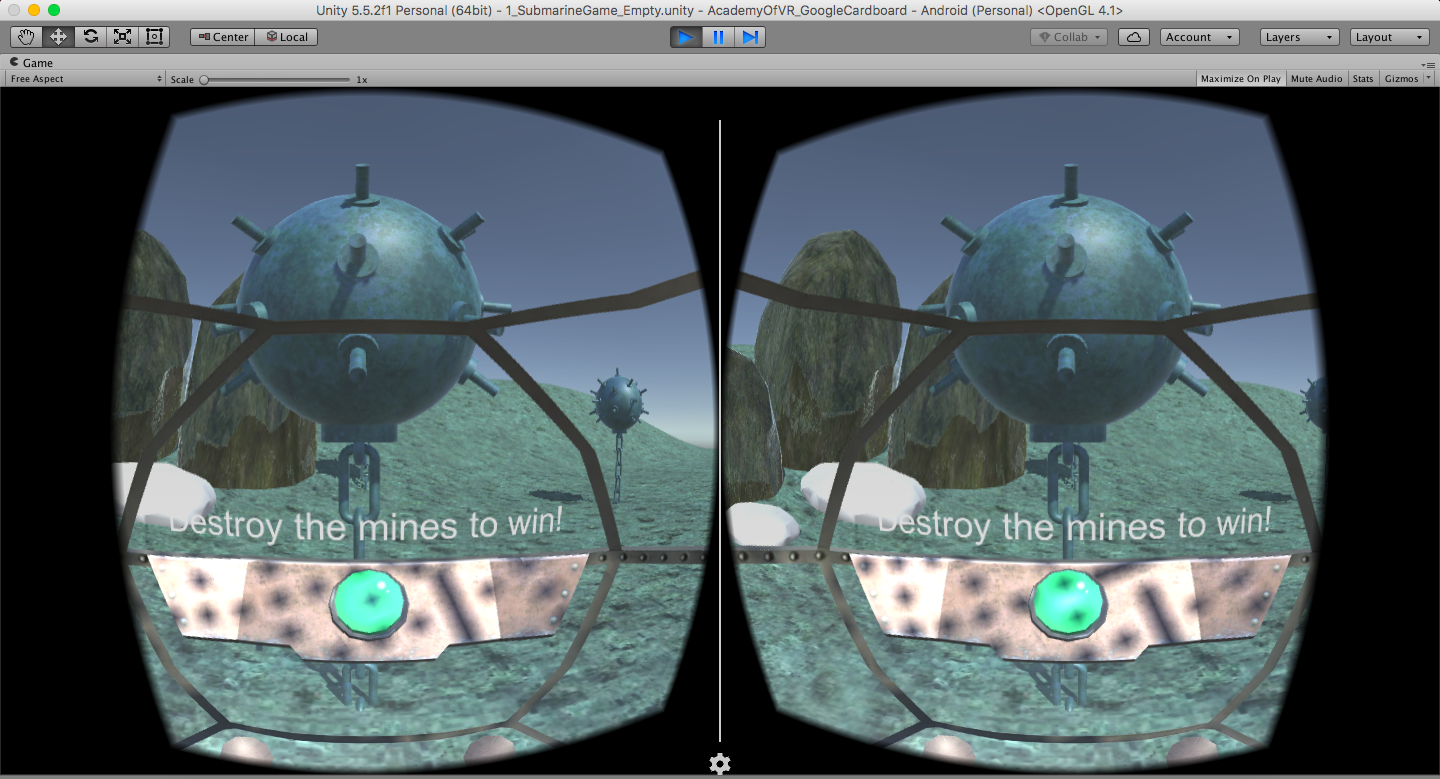 Unity 5.5.2f1 Personal (64bit) - 1_SubmarineGame_Empty.unity - AcademyOfVR_GoogleCardboard - Android (Personal) <OpenGL 4.1>
Center Local Collab Account Layers Layout
Game
Free Aspect Scale 1x Maximize On Play Mute Audio Stats Gizmos
Destroy the mines to win! Destroy the mines to win!